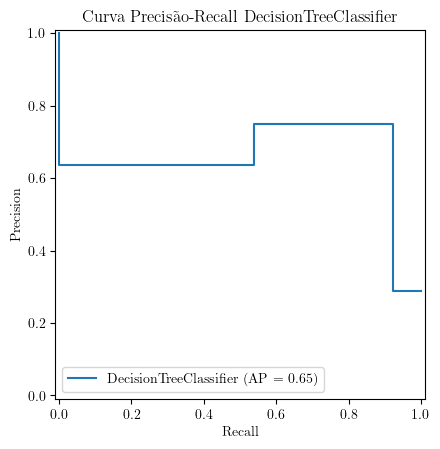 Curva Precisão-Recall DecisionTreeClassifier
1.0
0.8
0.6
0.4
0.2
0.0
Precision
DecisionTreeClassifier (AP = 0.65)
0.0 0.2 0.4 0.6 0.8 1.0
Recall